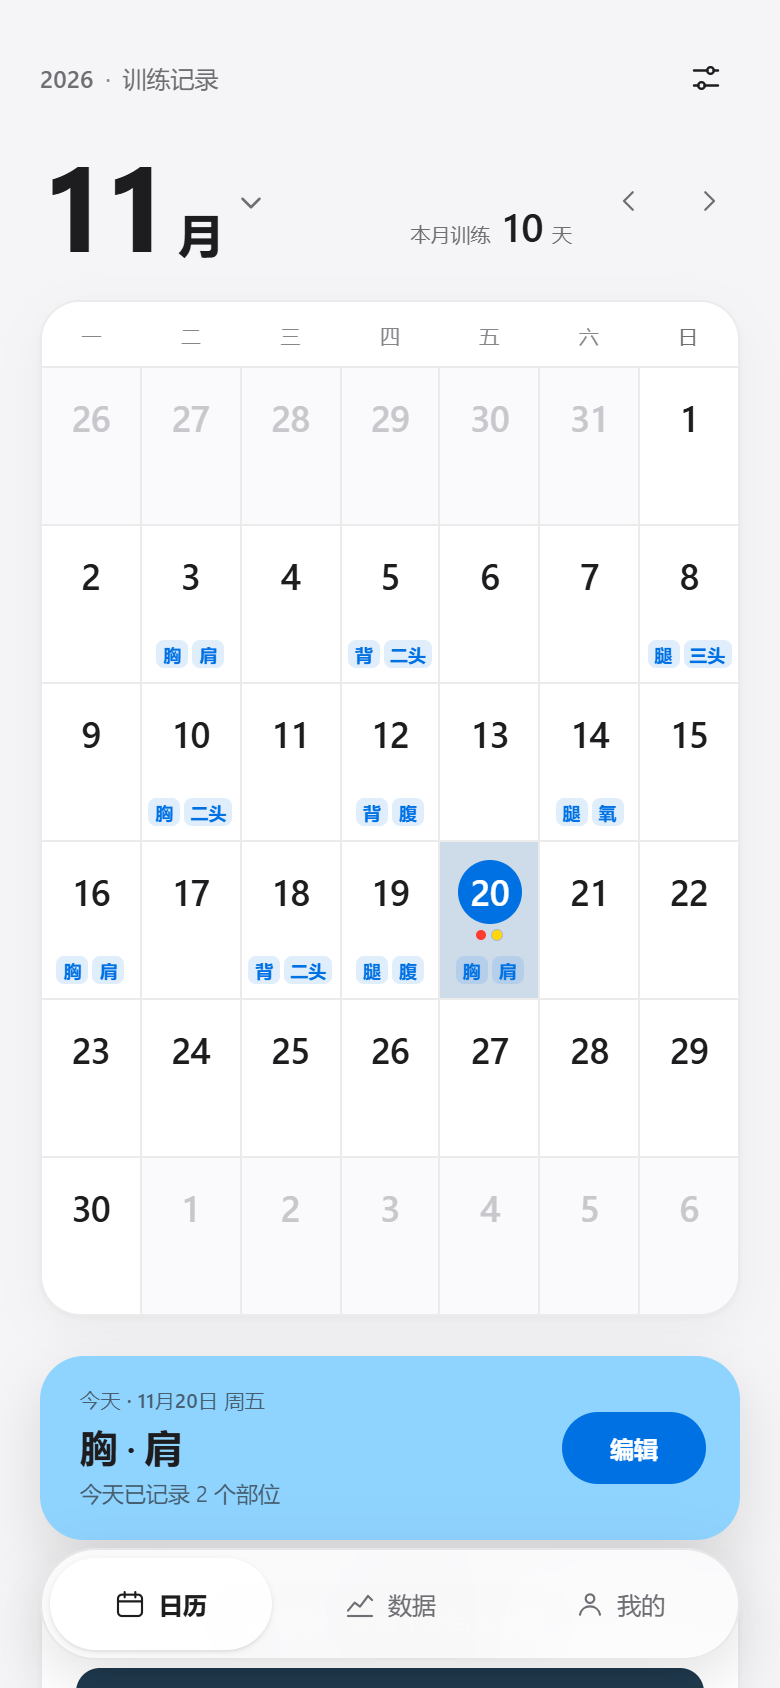 2026 · 训练记录
11月
本月训练 10 天
一 二 三 四 五 六 日
26 27 28 29 30 31 1
2 3 4 5 6 7 8
胸 肩 背 二头 腿 三头
9 10 11 12 13 14 15
胸 二头 背 腹 腿 氧
16 17 18 19 20 21 22
胸 肩 背 二头 腿 腹 胸 肩
23 24 25 26 27 28 29
30 1 2 3 4 5 6
今天 · 11月20日 周五
胸 · 肩
编辑
今天已记录 2 个部位
日历 数据 我的